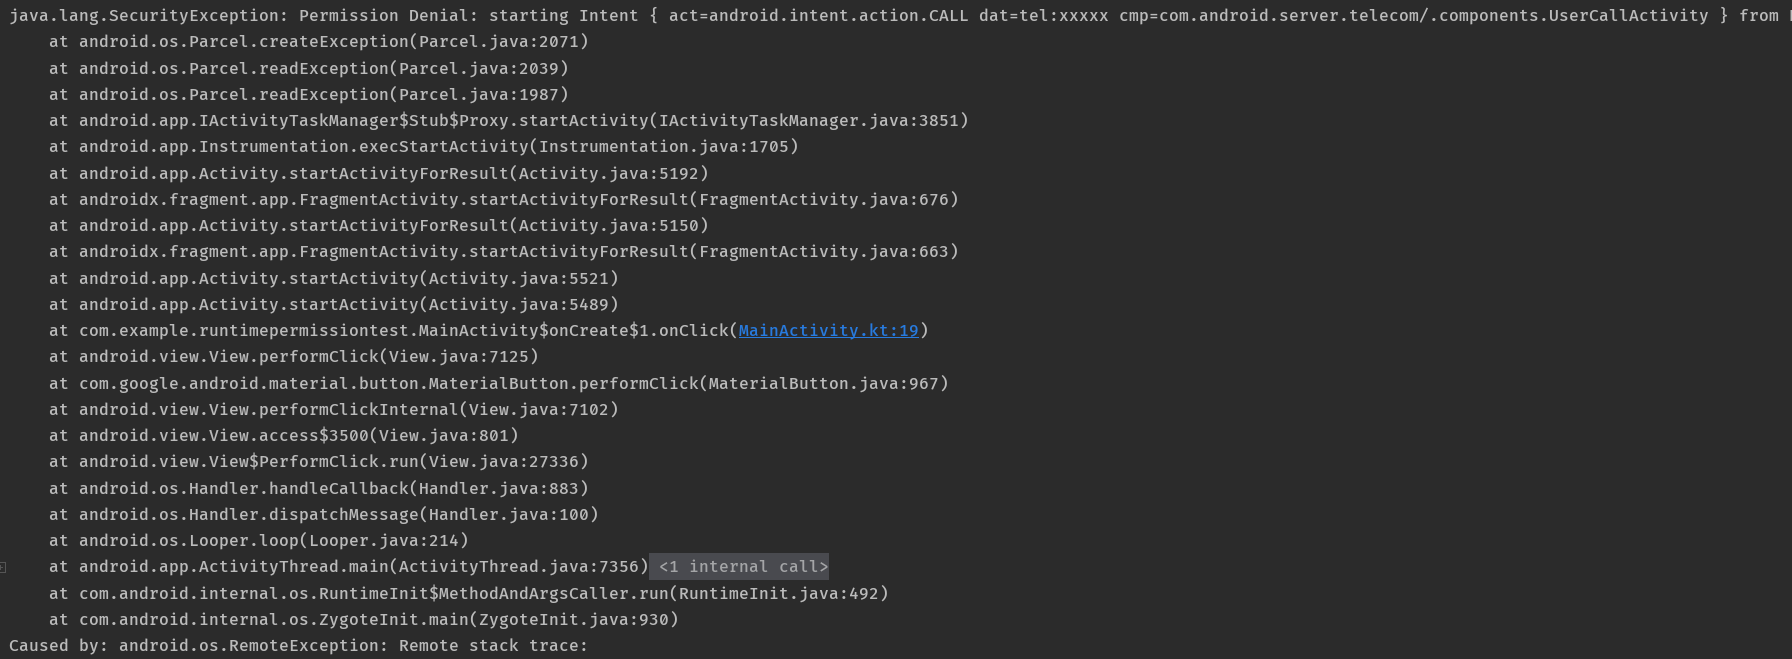 java.lang.SecurityException: Permission Denial: starting Intent { act=android.intent.action.CALL dat=tel:xxxxx cmp=com.android.server.telecom/.components.UserCallActivity } from
at android.os.Parcel.createException(Parcel.java:2071)
at android.os.Parcel.readException(Parcel.java:2039)
at android.os.Parcel.readException(Parcel.java:1987)
at android.app.IActivityTaskManager$Stub$Proxy.startActivity(IActivityTaskManager.java:3851)
at android.app.Instrumentation.execStartActivity(Instrumentation.java:1705)
at android.app.Activity.startActivityForResult(Activity.java:5192)
at androidx.fragment.app.FragmentActivity.startActivityForResult(FragmentActivity.java:676)
at android.app.Activity.startActivityForResult(Activity.java:5150)
at androidx.fragment.app.FragmentActivity.startActivityForResult(FragmentActivity.java:663)
at android.app.Activity.startActivity(Activity.java:5521)
at android.app.Activity.startActivity(Activity.java:5489)
at com.example.runtimepermissiontest.MainActivity$onCreate$1.onClick(MainActivity.kt:19)
at android.view.View.performClick(View.java:7125)
at com.google.android.material.button.MaterialButton.performClick(MaterialButton.java:967)
at android.view.View.performClickInternal(View.java:7102)
at android.view.View.access$3500(View.java:801)
at android.view.View$PerformClick.run(View.java:27336)
at android.os.Handler.handleCallback(Handler.java:883)
at android.os.Handler.dispatchMessage(Handler.java:100)
at android.os.Looper.loop(Looper.java:214)
at android.app.ActivityThread.main(ActivityThread.java:7356) <1 internal call>
at com.android.internal.os.RuntimeInit$MethodAndArgsCaller.run(RuntimeInit.java:492)
at com.android.internal.os.ZygoteInit.main(ZygoteInit.java:930)
Caused by: android.os.RemoteException: Remote stack trace: